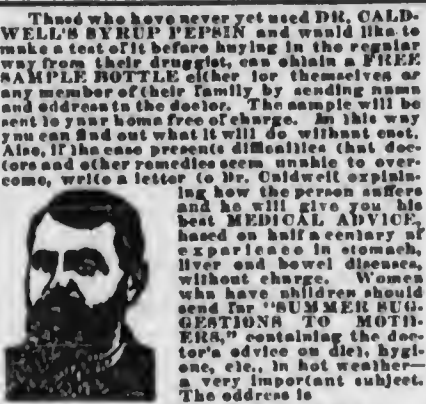 Those who have never yet used DR. CALD-
WELL'S SYRUP PEPSIN and would like to
make a test of it before buying in the regular
way from their druggist, can obtain a FREE
SAMPLE BOTTLE either for themselves or
any member of their family by sending name
and address to the doctor. The sample will be
sent to your home free of charge. In this way
you can find out what it will do without cost.
Also, if the case presents difficulties that doc-
tors and other remedies seem unable to over-
come, write a letter to Dr. Caldwell explain-
ing how the person suffers
and he will give you his
best MEDICAL ADVICE,
based on half a century of
experience in stomach,
liver and bowel diseases,
without charge. Women
who have children should
send for "SUMMER SUG-
GESTIONS TO MOTH-
ERS," containing the doc-
tor's advice on diet, hygi-
ene, etc., in hot weather—
a very important subject.
The address is